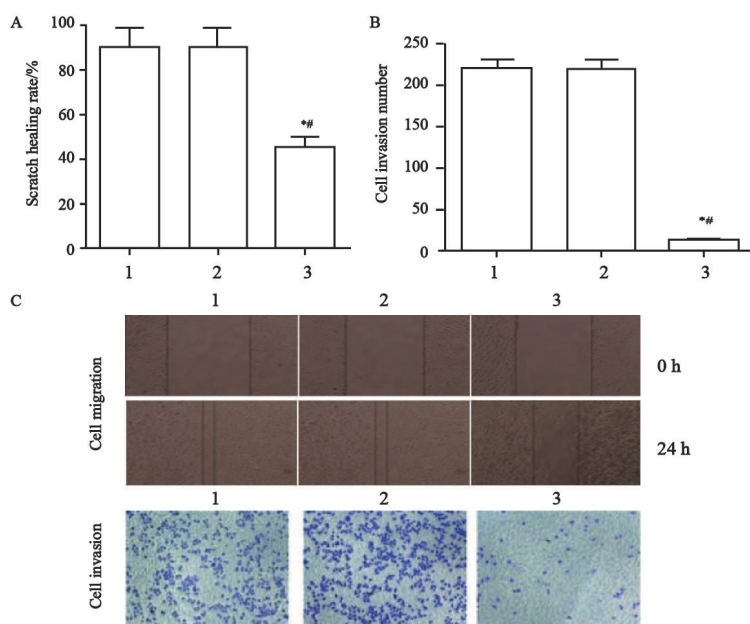 A
Scratch healing rate/%
100
80
60
40
20
0
*#
1 2 3
B
Cell invasion number
250
200
150
100
50
0
*#
1 2 3
C
1 2 3
Cell migration
0 h
24 h
1 2 3
Cell invasion